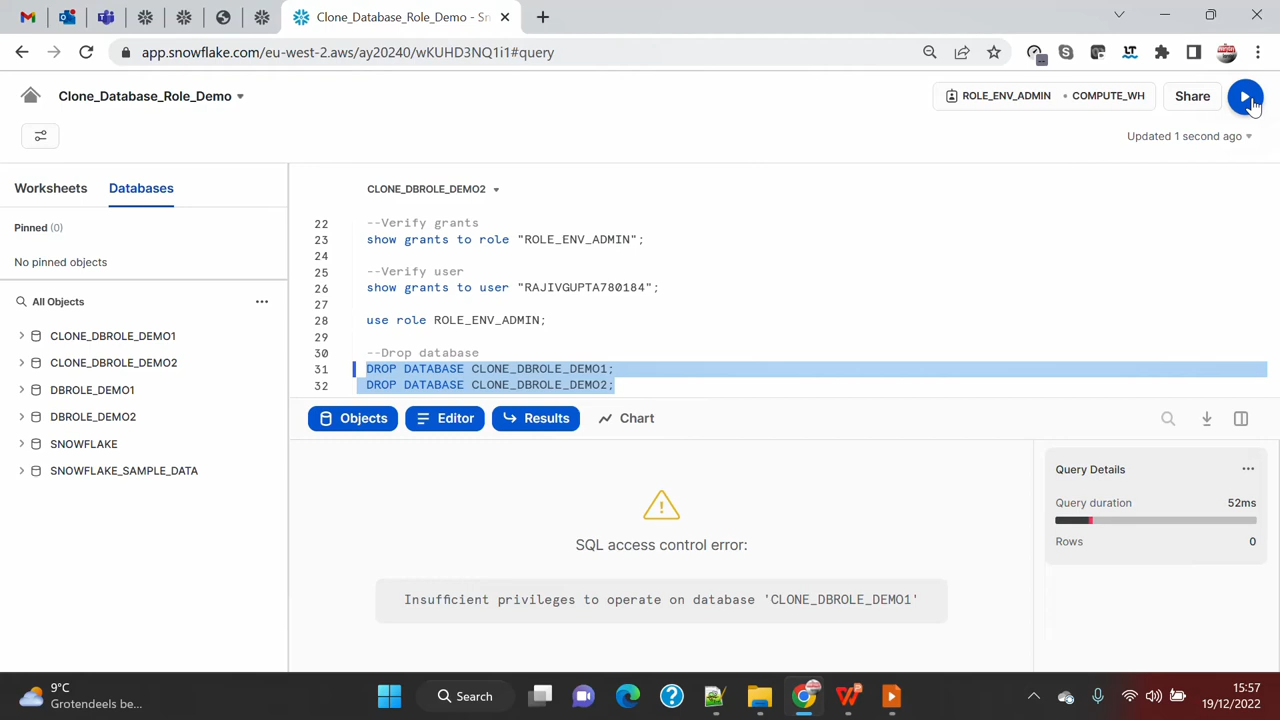 Clone_Database_Role_Demo - Sn
app.snowflake.com/eu-west-2.aws/ay20240/wKUHD3NQ1i1#query
Clone_Database_Role_Demo
ROLE_ENV_ADMIN • COMPUTE_WH
Share
Updated 1 second ago
Worksheets
Databases
Pinned (0)
No pinned objects
All Objects
CLONE_DBROLE_DEMO1
CLONE_DBROLE_DEMO2
DBROLE_DEMO1
DBROLE_DEMO2
SNOWFLAKE
SNOWFLAKE_SAMPLE_DATA
CLONE_DBROLE_DEMO2
22 --Verify grants
23 show grants to role "ROLE_ENV_ADMIN";
24
25 --Verify user
26 show grants to user "RAJIVGUPTA780184";
27
28 use role ROLE_ENV_ADMIN;
29
30 --Drop database
31 DROP DATABASE CLONE_DBROLE_DEMO1;
32 DROP DATABASE CLONE_DBROLE_DEMO2;
Objects
Editor
Results
Chart
SQL access control error:
Insufficient privileges to operate on database 'CLONE_DBROLE_DEMO1'
Query Details
Query duration 52ms
Rows 0
9°C
Grotendeels be...
Search
15:57
19/12/2022